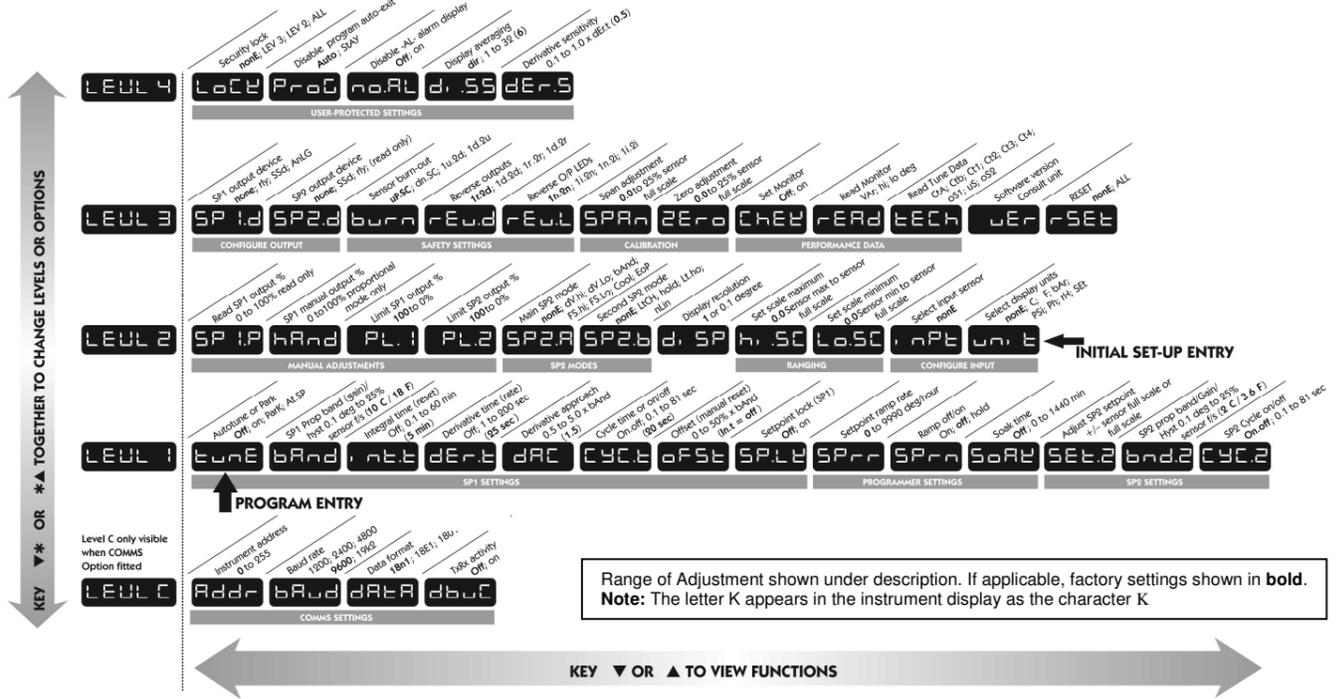 KEY ▼* OR *▲ TOGETHER TO CHANGE LEVELS OR OPTIONS
LEVL 4
Security lock
nonE; LEV 3; LEV 2; ALL
Disable program auto-exit
Auto; StAY
Disable -AL- alarm display
Off; on
Display averaging
dir; 1 to 32 (6)
Derivative sensitivity
0.1 to 1.0 x dErt (0.5)
LoCK
ProG
no.AL
di.SS
dEr.S
USER-PROTECTED SETTINGS
LEVL 3
SP1 output device
nonE; rly; SSd; AnLG
SP2 output device
none; SSd; rly; (read only)
Sensor burn-out
uP.SC; dn.SC; 1u.2d; 1d.2u
Reverse outputs
1r.2d; 1d.2d; 1r.2r; 1d.2r
Reverse O/P LEDs
1n.2n; 1i.2n; 1n.2i; 1i.2i
Span adjustment
0.0 to 25% sensor
full scale
Zero adjustment
0.0 to 25% sensor
full scale
Set Monitor
Off; on
Read Monitor
VAr; hi; lo deg
Read Tune Data
CtA; Ctb; Ct1; Ct2; Ct3; Ct4;
oS1; uS; oS2
Software version
Consult unit
RESET
nonE, ALL
SP1.d
SP2.d
burn
rEu.d
rEu.L
SPAn
ZEro
ChEK
rEAd
tECh
vEr
rSEt
CONFIGURE OUTPUT
SAFETY SETTINGS
CALIBRATION
PERFORMANCE DATA
LEVL 2
Read SP1 output %
0 to 100% read only
SP1 manual output %
0 to100% proportional
mode only
Limit SP1 output %
100 to 0%
Limit SP2 output %
100 to 0%
Main SP2 mode
nonE; dV.hi; dV.Lo; bAnd;
FS.hi; FS.Lo; Cool; EoP
Second SP2 mode
nonE; LtCH, hold; Lt.ho;
nLin
Display resolution
1 or 0.1 degree
Set scale maximum
0.0 Sensor max to sensor
full scale
Set scale minimum
0.0 Sensor min to sensor
full scale
Select input sensor
nonE
Select display units
nonE; C; F; bAr;
PSi; Ph; rH; SEt
SP1.P
hAnd
PL.1
PL.2
SP2.A
SP2.b
di.SP
hi.SC
Lo.SC
inPt
unit
INITIAL SET-UP ENTRY
MANUAL ADJUSTMENTS
SP2 MODES
RANGING
CONFIGURE INPUT
LEVL 1
Autotune or Park
Off; on; ParK; ALSP
SP1 Prop band (gain)/
hyst 0.1, deg to 25%
sensor f/s (10 C / 18 F)
Integral time (reset)
Off; 0.1 to 60 min
(5 min)
Derivative time (rate)
Off; 1 to 200 sec
(25 sec)
Derivative approach
0.5 to 5.0 x bAnd
(1.5)
Cycle time or on/off
On.off; 0.1 to 81 sec
(20 sec)
Offset (manual reset)
0 to 50% x bAnd
(In.t = off)
Setpoint lock (SP1)
Off; on
Setpoint ramp rate
0 to 9990 deg/hour
Ramp off/on
On; off; hold
Soak time
Off; 0 to 1440 min
Adjust SP2 setpoint
+/− sensor full scale or
full scale
SP2 prop band/Gain/
Hyst 0.1, deg to 25%
sensor f/s (2 C / 3.6 F)
SP2 Cycle on/off
On.off; 0.1 to 81 sec
tunE
bAnd
int.t
dEr.t
dAC
CYC.t
oFSt
SP.LK
SPrr
SPrn
SoAK
SEt.2
bnd.2
CYC.2
SP1 SETTINGS
PROGRAMMER SETTINGS
SP2 SETTINGS
PROGRAM ENTRY
Level C only visible
when COMMS
Option fitted
LEVL C
Instrument address
0 to 255
Baud rate
1200; 2400; 4800
9600; 19k2
Data format
18n1; 18E1;
TxRx activity
Off; on
Addr
bAud
dAtA
dbuC
COMMS SETTINGS
Range of Adjustment shown under description. If applicable, factory settings shown in bold.
Note: The letter K appears in the instrument display as the character K
KEY ▼ OR ▲ TO VIEW FUNCTIONS